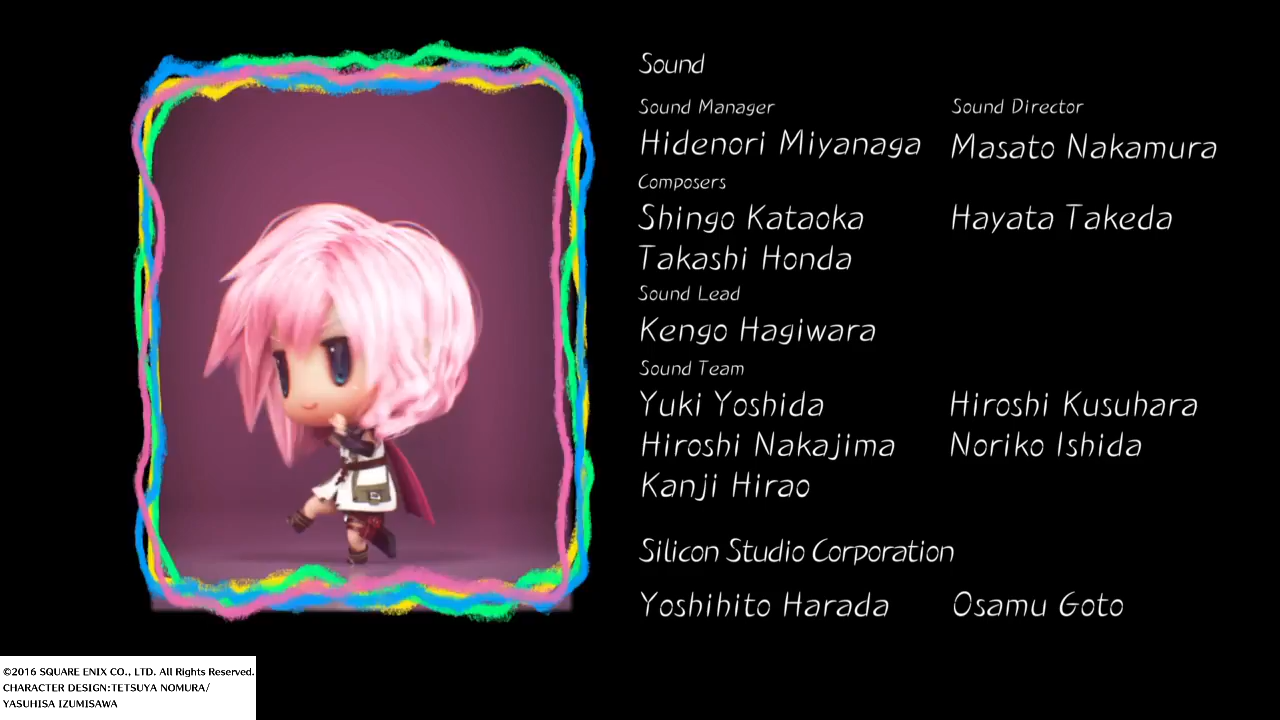 Sound
Sound Manager Sound Director
Hidenori Miyanaga Masato Nakamura
Composers
Shingo Kataoka Hayata Takeda
Takashi Honda
Sound Lead
Kengo Hagiwara
Sound Team
Yuki Yoshida Hiroshi Kusuhara
Hiroshi Nakajima Noriko Ishida
Kanji Hirao
Silicon Studio Corporation
Yoshihito Harada Osamu Goto
©2016 SQUARE ENIX CO., LTD. All Rights Reserved.
CHARACTER DESIGN:TETSUYA NOMURA/
YASUHISA IZUMISAWA